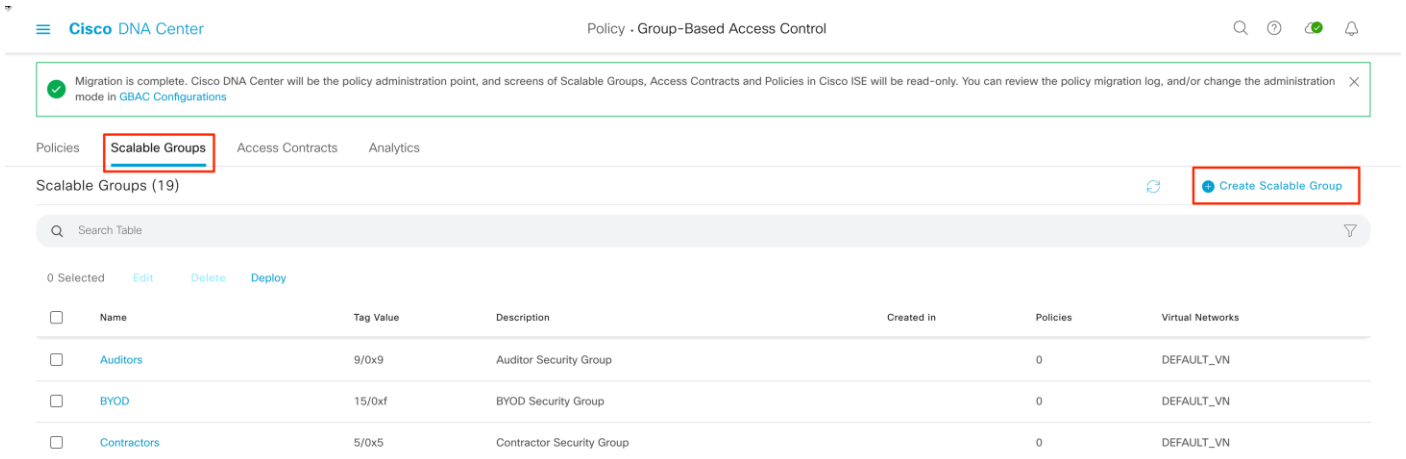 Cisco DNA Center
Policy • Group-Based Access Control
Migration is complete. Cisco DNA Center will be the policy administration point, and screens of Scalable Groups, Access Contracts and Policies in Cisco ISE will be read-only. You can review the policy migration log, and/or change the administration
mode in GBAC Configurations
Policies Scalable Groups Access Contracts Analytics
Scalable Groups (19) Create Scalable Group
Search Table
0 Selected Edit Delete Deploy
Name Tag Value Description Created in Policies Virtual Networks
Auditors 9/0x9 Auditor Security Group 0 DEFAULT_VN
BYOD 15/0xf BYOD Security Group 0 DEFAULT_VN
Contractors 5/0x5 Contractor Security Group 0 DEFAULT_VN